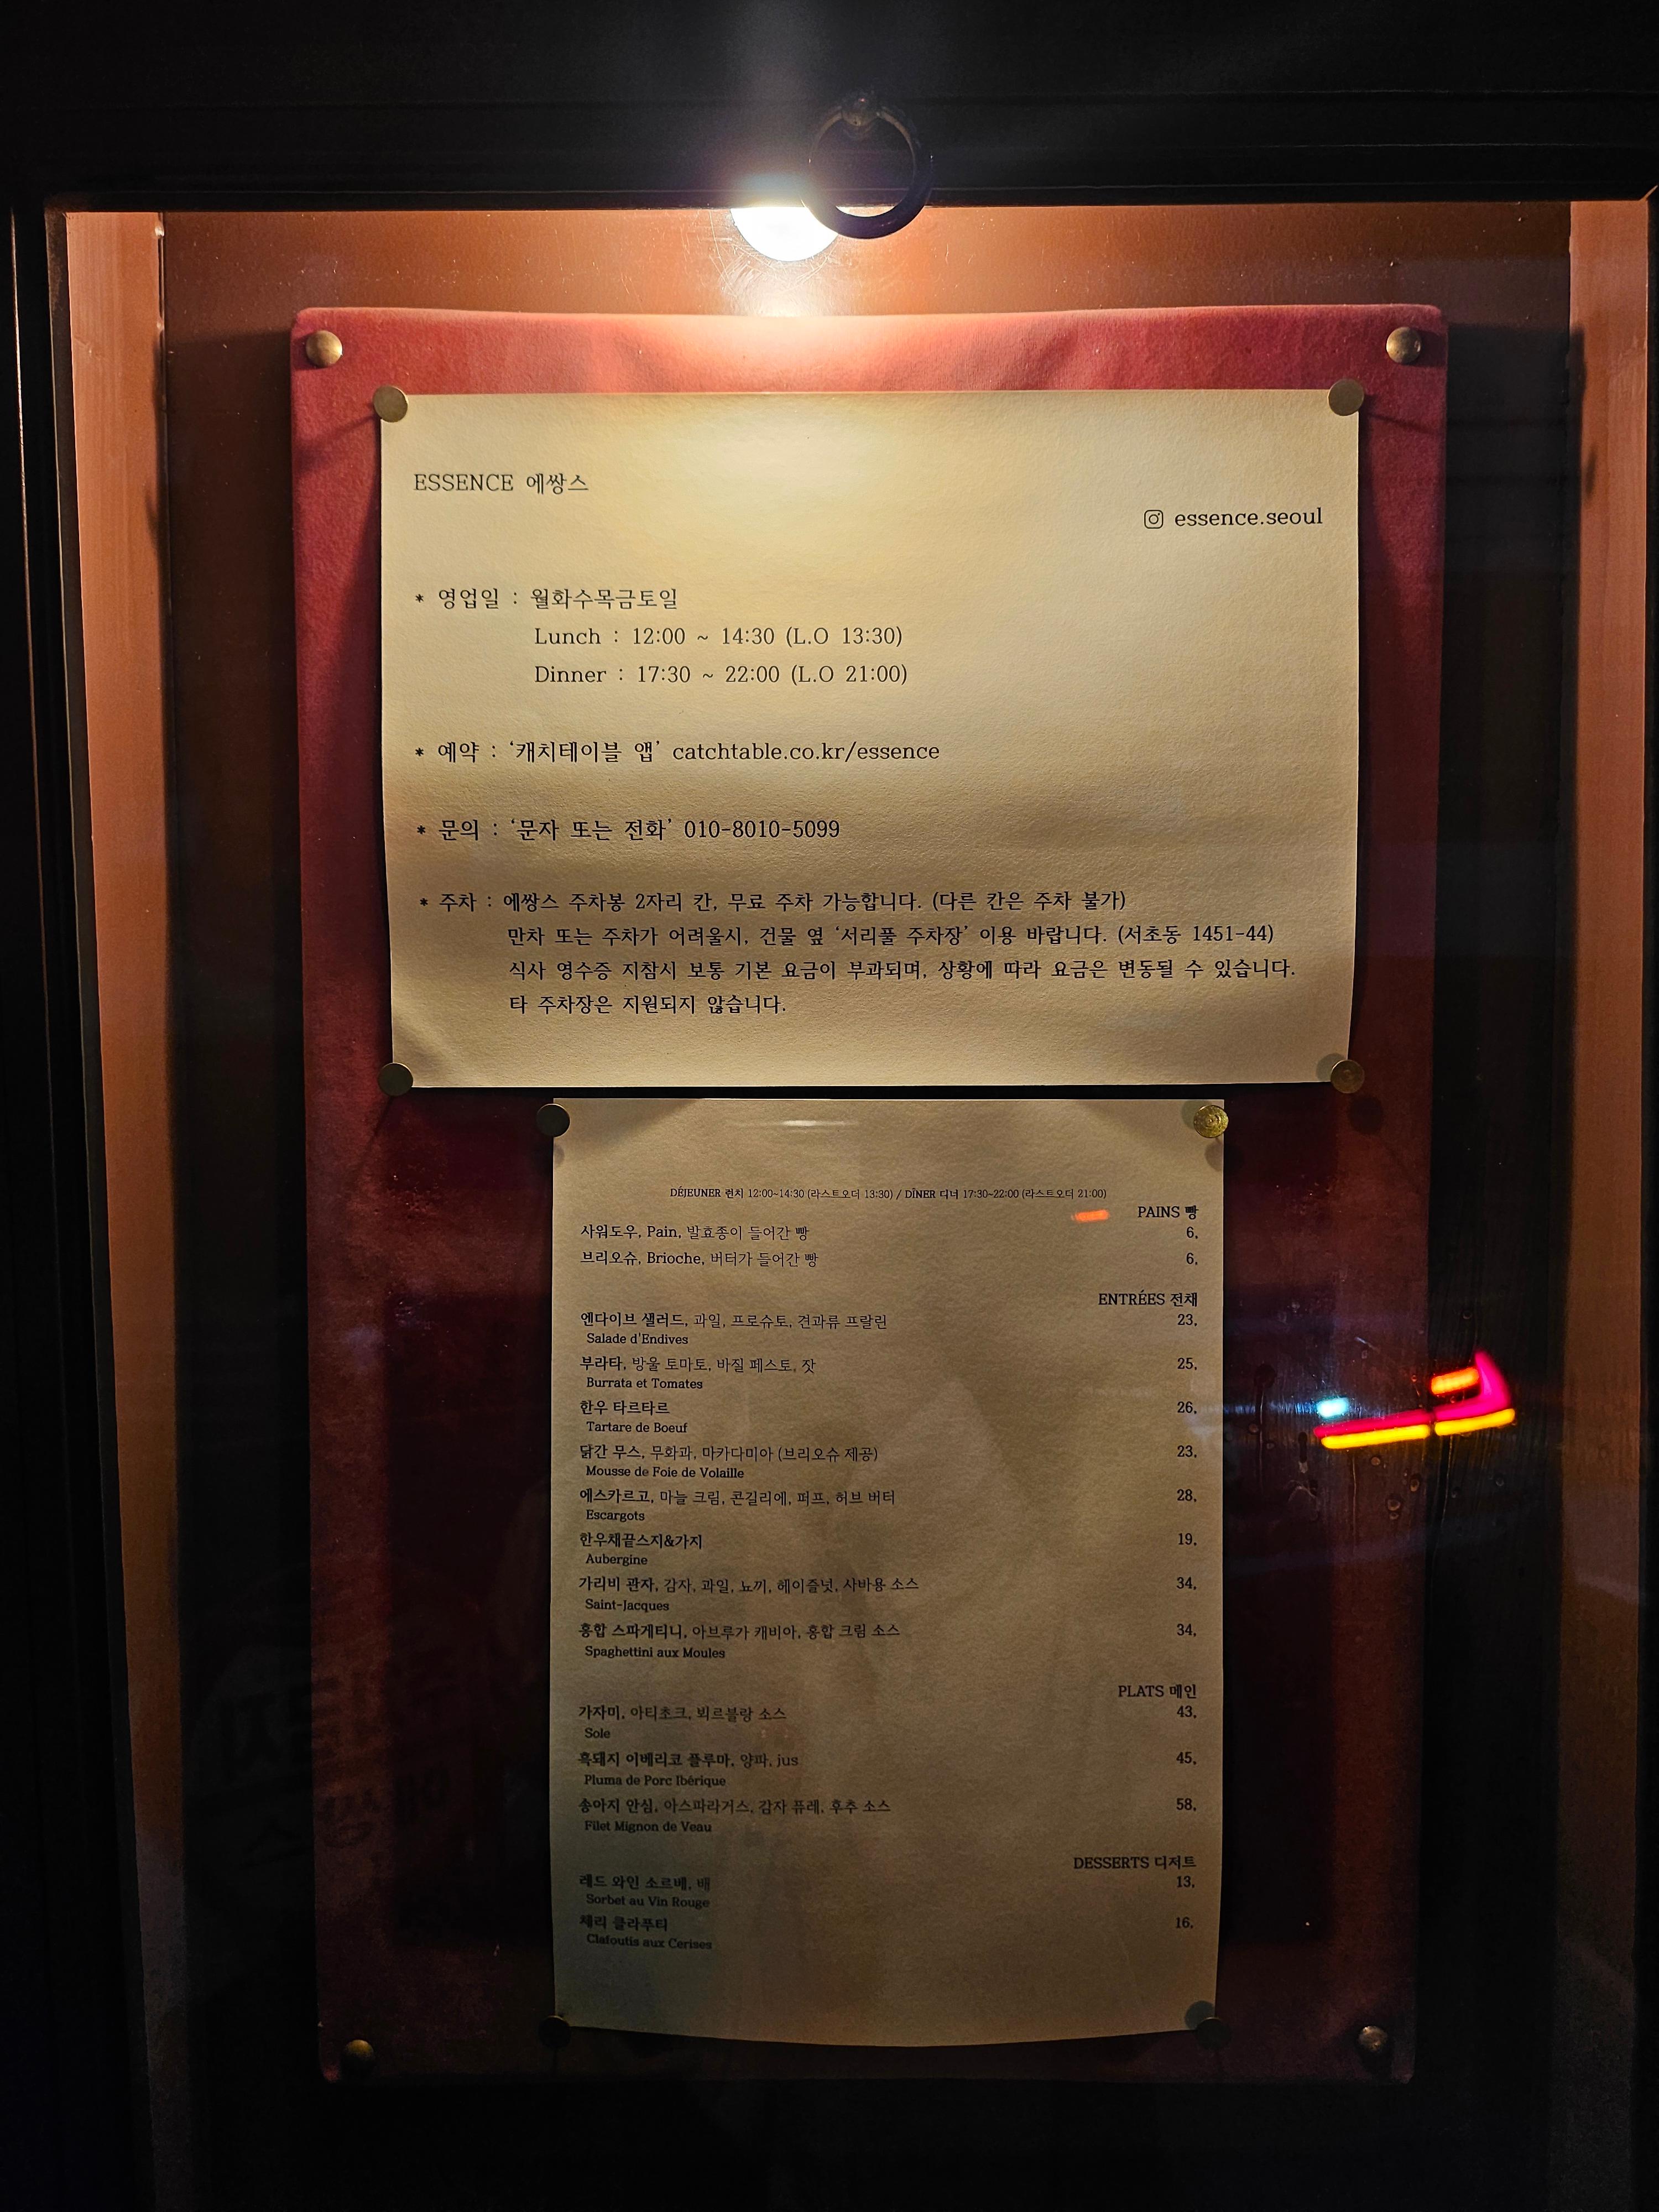 ESSENCE 에쌍스
essence.seoul
* 영업일 : 월화수목금토일
Lunch : 12:00 ~ 14:30 (L.O 13:30)
Dinner : 17:30 ~ 22:00 (L.O 21:00)
* 예약 : ‘캐치테이블 앱’ catchtable.co.kr/essence
* 문의 : ‘문자 또는 전화’ 010-8010-5099
* 주차 : 에쌍스 주차봉 2자리 칸, 무료 주차 가능합니다. (다른 칸은 주차 불가)
만차 또는 주차가 어려울시, 건물 옆 ‘서리풀 주차장’ 이용 바랍니다. (서초동 1451-44)
식사 영수증 지참시 보통 기본 요금이 부과되며, 상황에 따라 요금은 변동될 수 있습니다.
타 주차장은 지원되지 않습니다.
DÉJEUNER 런치 12:00~14:30 (라스트오더 13:30) / DÎNER 디너 17:30~22:00 (라스트오더 21:00)
PAINS 빵
사워도우, Pain, 발효종이 들어간 빵 6,
브리오슈, Brioche, 버터가 들어간 빵 6,
ENTRÉES 전채
엔다이브 샐러드, 과일, 프로슈토, 견과류 프랄린 23,
Salade d'Endives
부라타, 방울 토마토, 바질 페스토, 잣 25,
Burrata et Tomates
한우 타르타르 26,
Tartare de Boeuf
닭간 무스, 무화과, 마카다미아 (브리오슈 제공) 23,
Mousse de Foie de Volaille
에스카르고, 마늘 크림, 콘길리에, 퍼프, 허브 버터 28,
Escargots
한우채끝스지&가지 19,
Aubergine
가리비 관자, 감자, 과일, 뇨끼, 헤이즐넛, 사바용 소스 34,
Saint-Jacques
홍합 스파게티니, 아브루가 캐비아, 홍합 크림 소스 34,
Spaghettini aux Moules
PLATS 메인
가자미, 아티초크, 뵈르블랑 소스 43,
Sole
흑돼지 이베리코 플루마, 양파, jus 45,
Pluma de Porc Ibérique
송아지 안심, 아스파라거스, 감자 퓨레, 후추 소스 58,
Filet Mignon de Veau
DESSERTS 디저트
레드 와인 소르베, 배 13,
Sorbet au Vin Rouge
체리 클라푸티 16,
Clafoutis aux Cerises